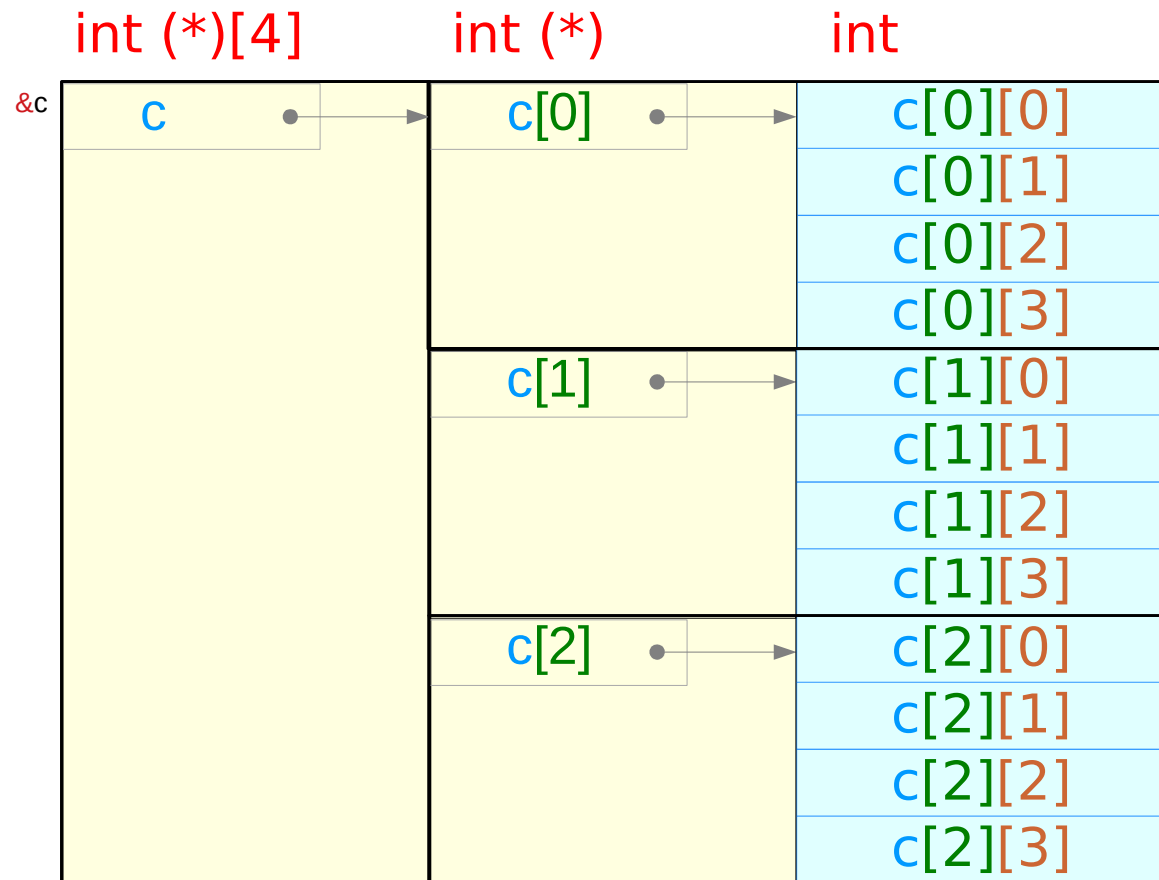 int (*)[4] int (*) int
&c c c[0] c[0][0]
c[0][1]
c[0][2]
c[0][3]
c[1] c[1][0]
c[1][1]
c[1][2]
c[1][3]
c[2] c[2][0]
c[2][1]
c[2][2]
c[2][3]